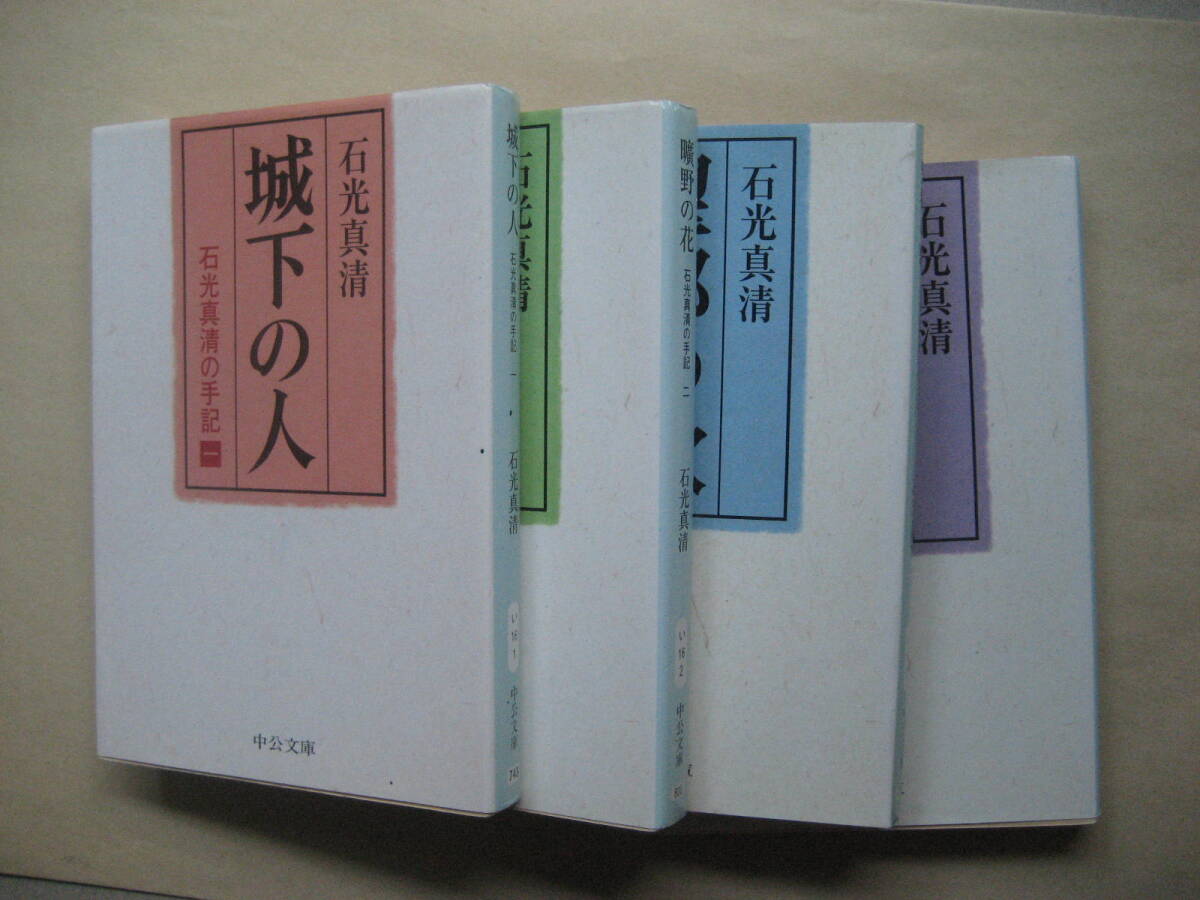 石光真清
城下の人
石光真清の手記 一
中公文庫
城下の人 石光真清の手記 一 石光真清
い 16 1
中公文庫
743
石光真清
曠野の花 石光真清の手記 二 石光真清
い 16 2
中公文庫
石光真清
の
石光真清